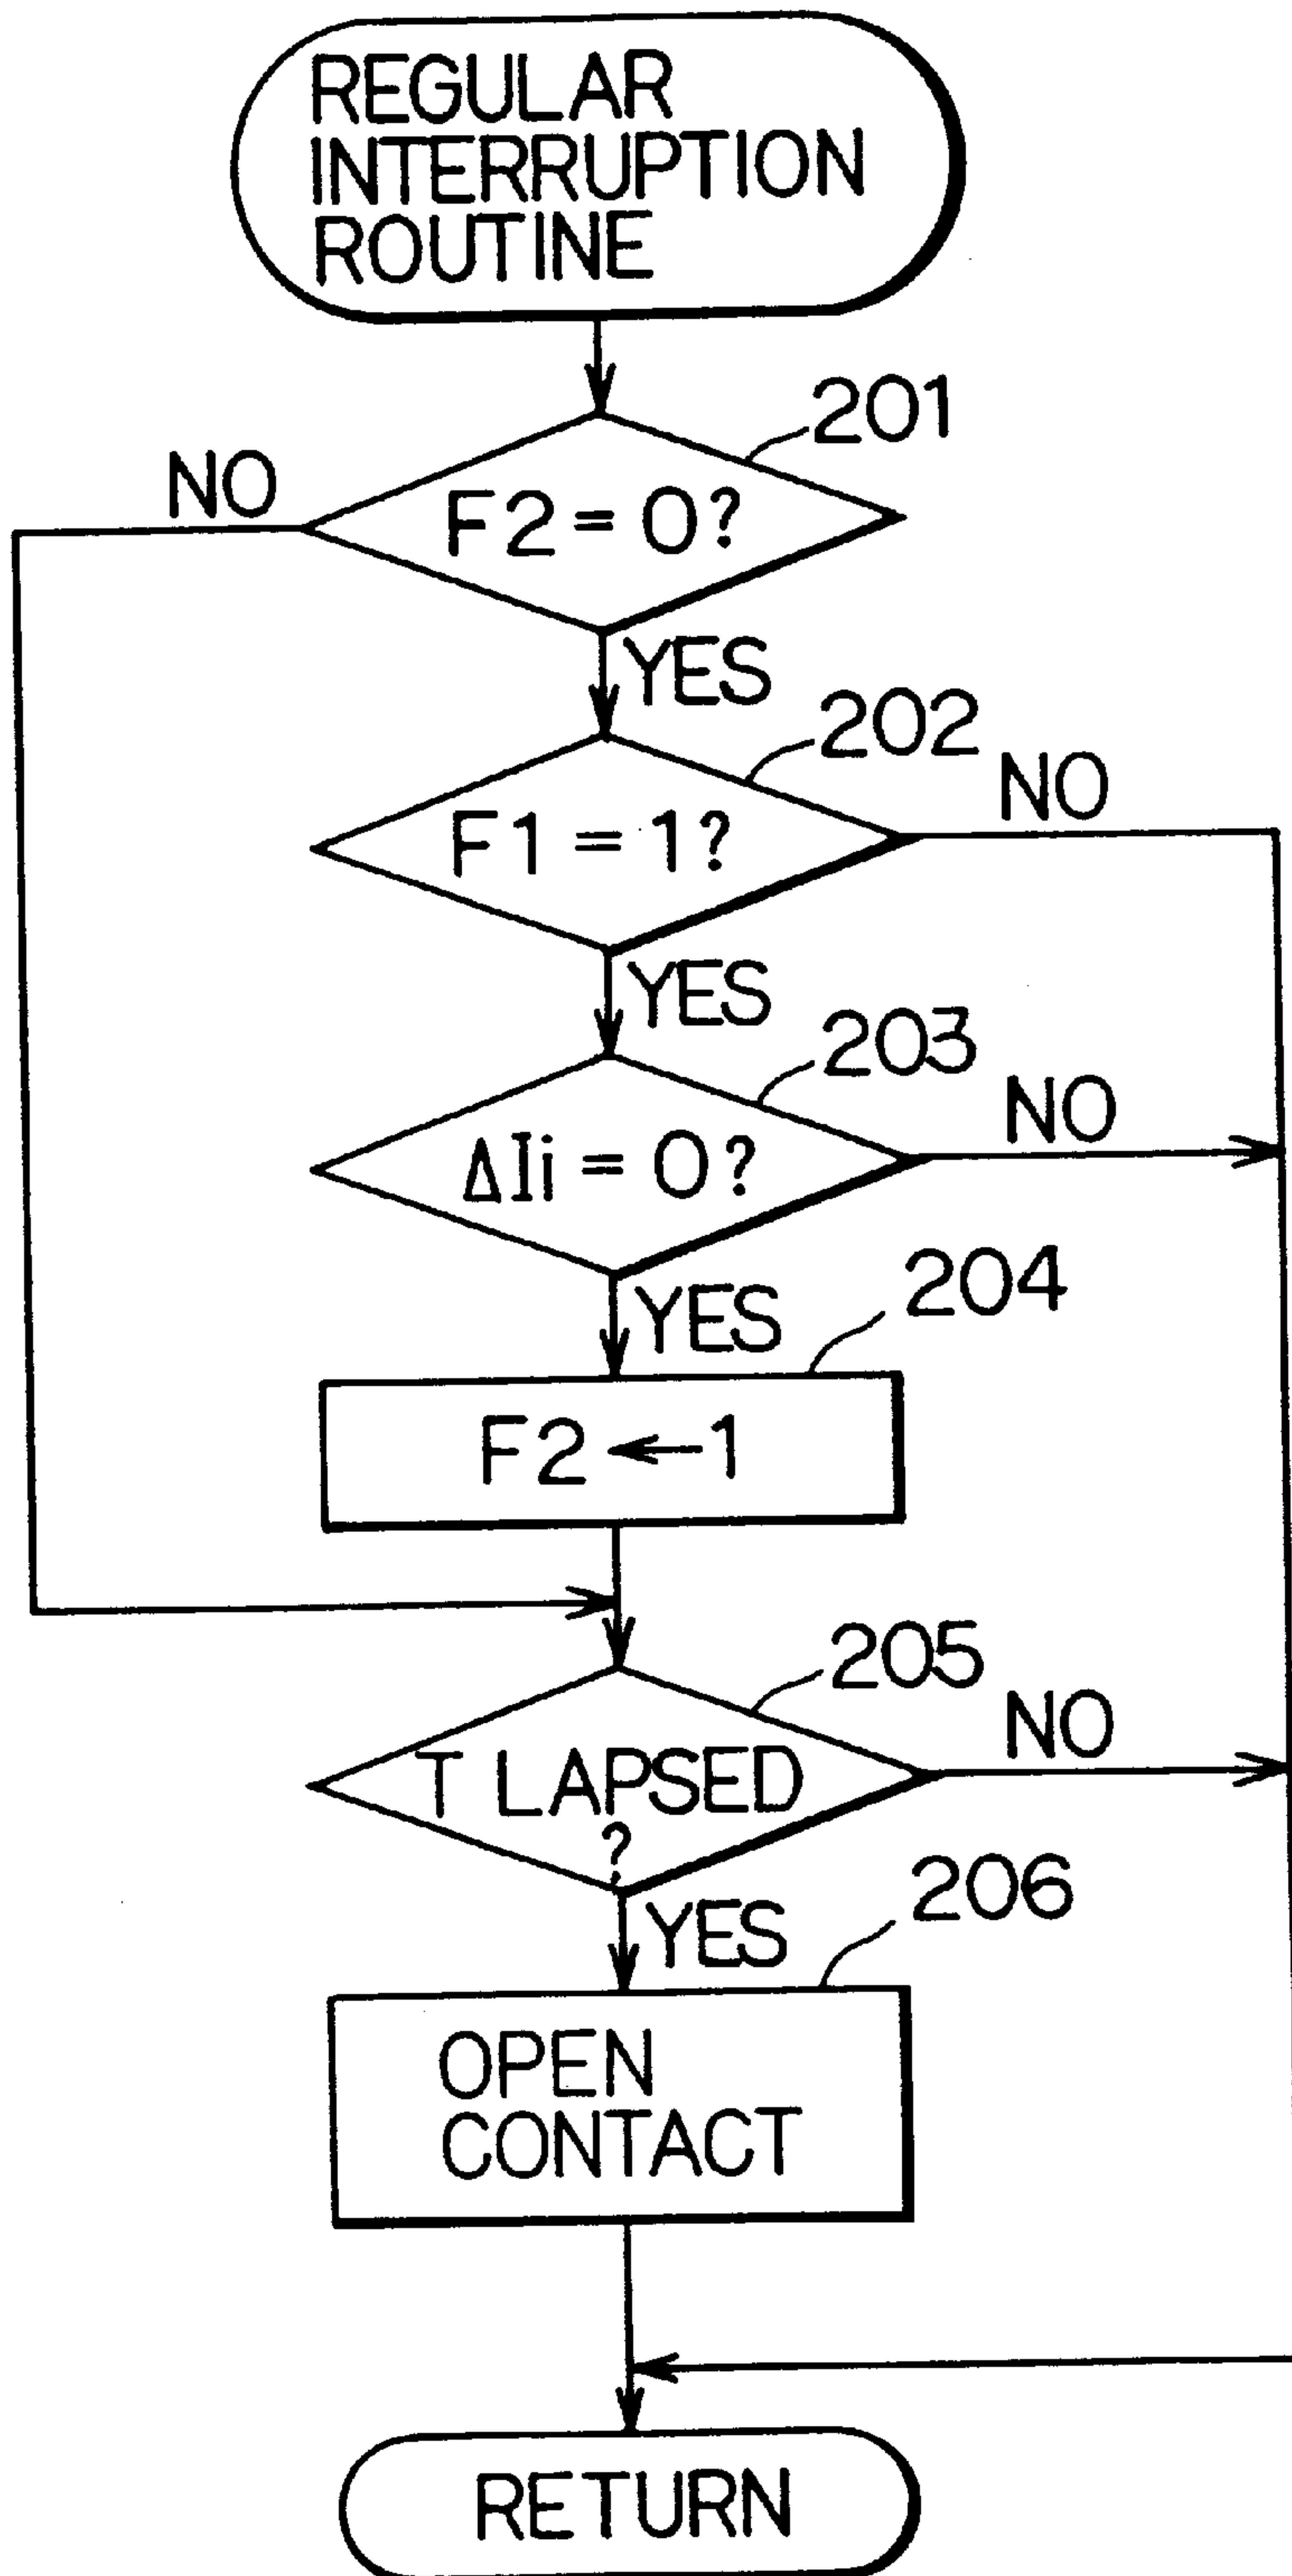 REGULAR
INTERRUPTION
ROUTINE
201
NO
F2 = 0?
YES
202
NO
F1 = 1?
YES
203
NO
ΔIi = 0?
YES
204
F2 ← 1
205
NO
T LAPSED
?
206
YES
OPEN
CONTACT
RETURN